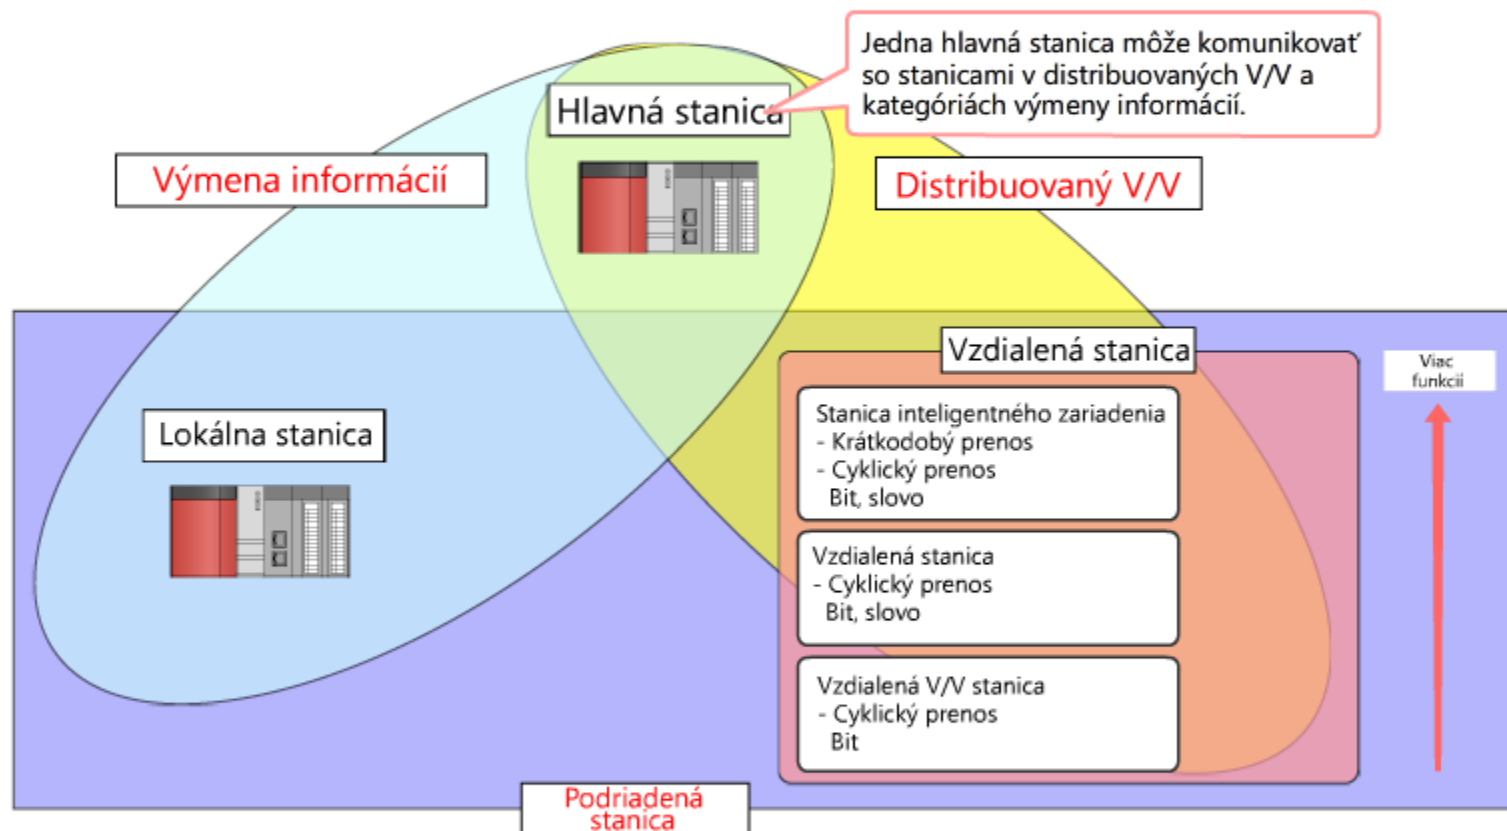 Jedna hlavná stanica môže komunikovať
so stanicami v distribuovaných V/V a
kategóriách výmeny informácií.
Hlavná stanica
Výmena informácií
Distribuovaný V/V
Vzdialená stanica
Viac
funkcií
Stanica inteligentného zariadenia
- Krátkodobý prenos
- Cyklický prenos
Bit, slovo
Lokálna stanica
Vzdialená stanica
- Cyklický prenos
Bit, slovo
Vzdialená V/V stanica
- Cyklický prenos
Bit
Podriadená
stanica